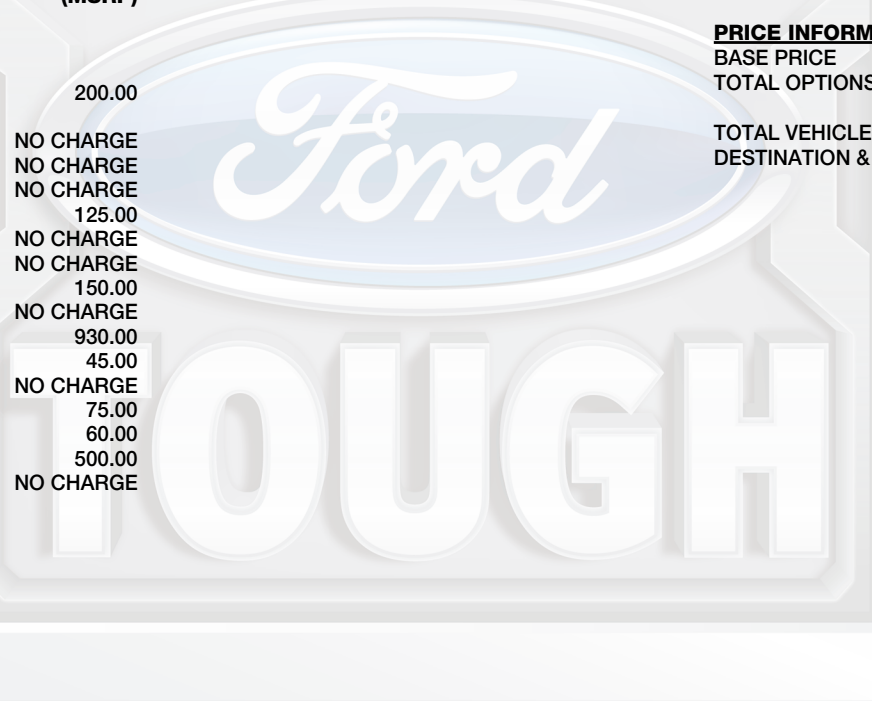 (MSRP)
200.00
NO CHARGE
NO CHARGE
NO CHARGE
125.00
NO CHARGE
NO CHARGE
150.00
NO CHARGE
930.00
45.00
NO CHARGE
75.00
60.00
500.00
NO CHARGE
PRICE INFORM
BASE PRICE
TOTAL OPTIONS
TOTAL VEHICLE
DESTINATION &
Ford
TOUGH